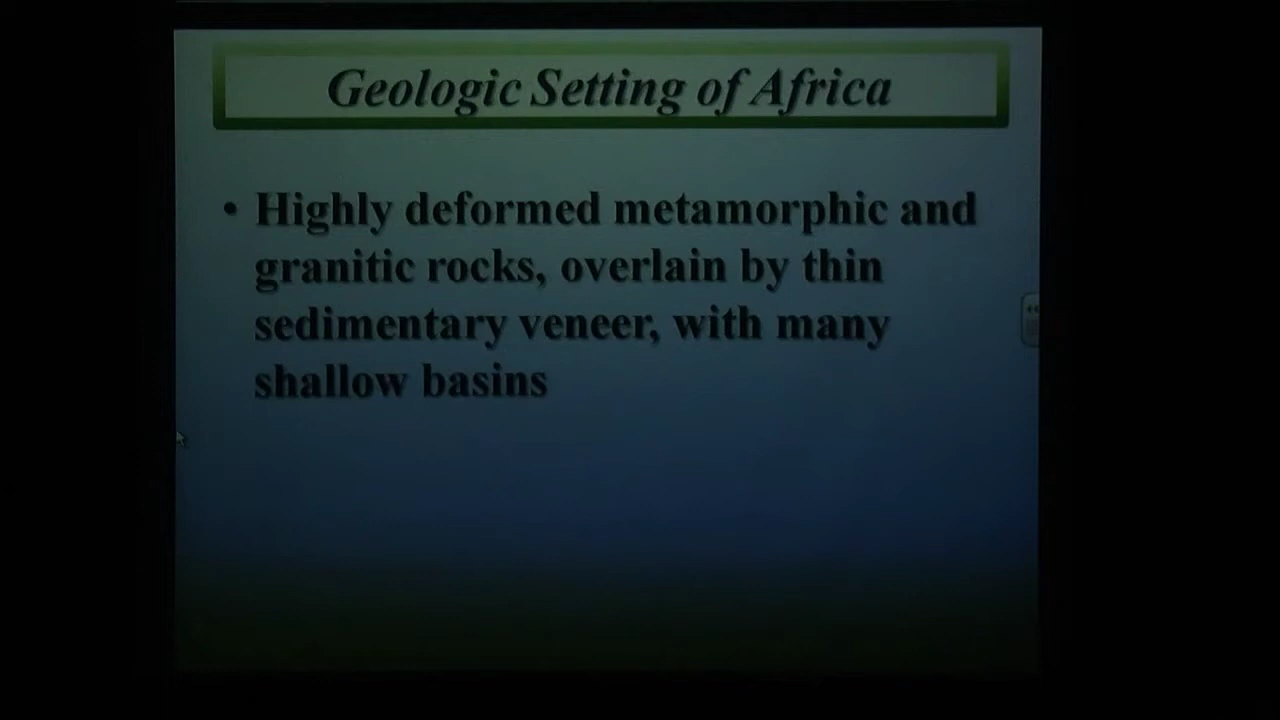 Geologic Setting of Africa
• Highly deformed metamorphic and
granitic rocks, overlain by thin
sedimentary veneer, with many
shallow basins